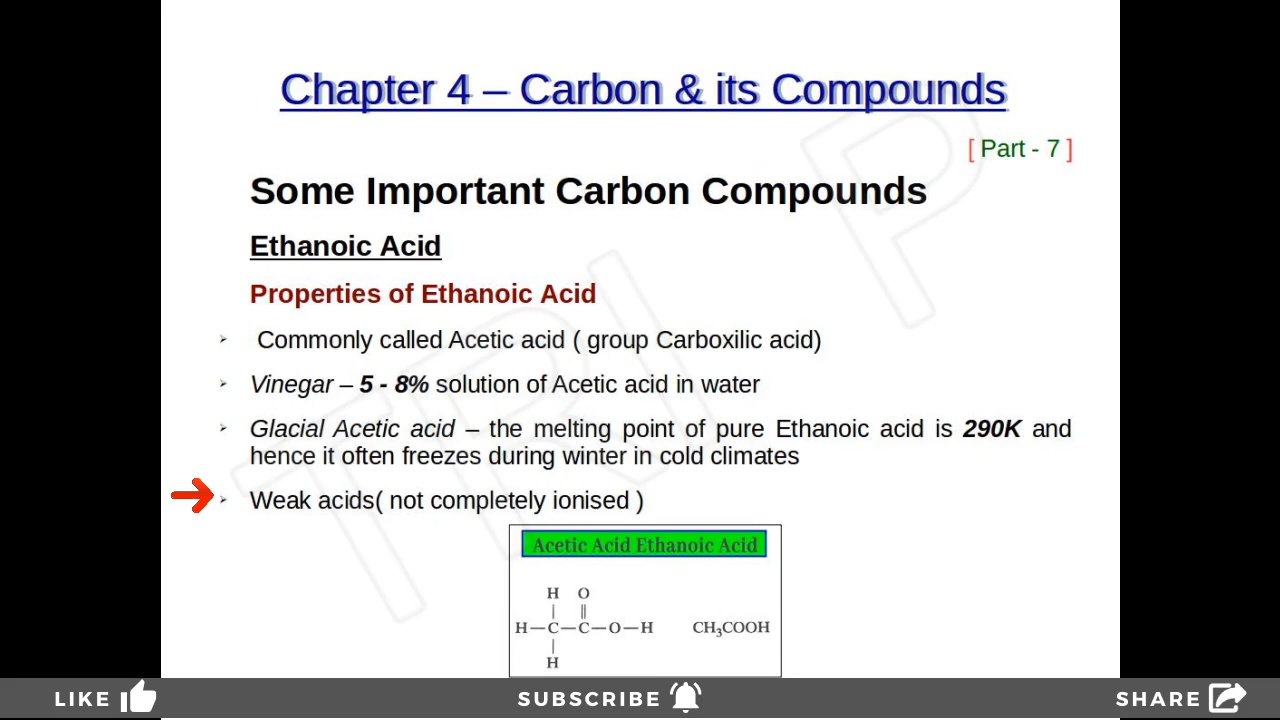 Chapter 4 – Carbon & its Compounds
[ Part - 7 ]
Some Important Carbon Compounds
Ethanoic Acid
Properties of Ethanoic Acid
Commonly called Acetic acid ( group Carboxilic acid)
Vinegar – 5 - 8% solution of Acetic acid in water
Glacial Acetic acid – the melting point of pure Ethanoic acid is 290K and
hence it often freezes during winter in cold climates
Weak acids( not completely ionised )
Acetic Acid Ethanoic Acid
H O
| ||
H—C—C—O—H CH₃COOH
|
H
TRI P
LIKE SUBSCRIBE SHARE